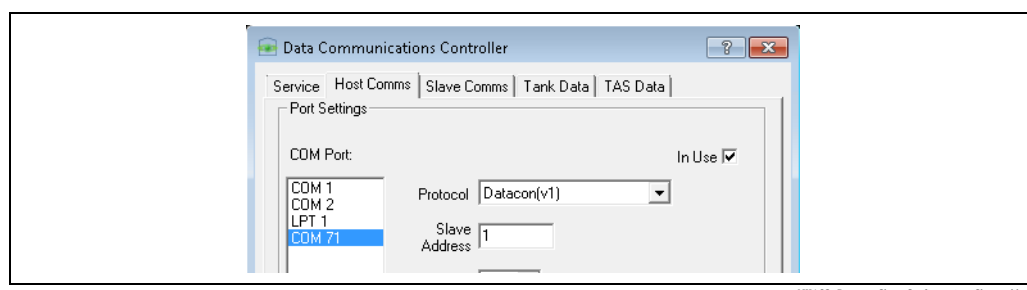 Data Communications Controller
Service Host Comms Slave Comms Tank Data TAS Data
Port Settings
COM Port:
In Use
COM 1
COM 2
LPT 1
COM 71
Protocol Datacon(v1)
Slave
Address 1